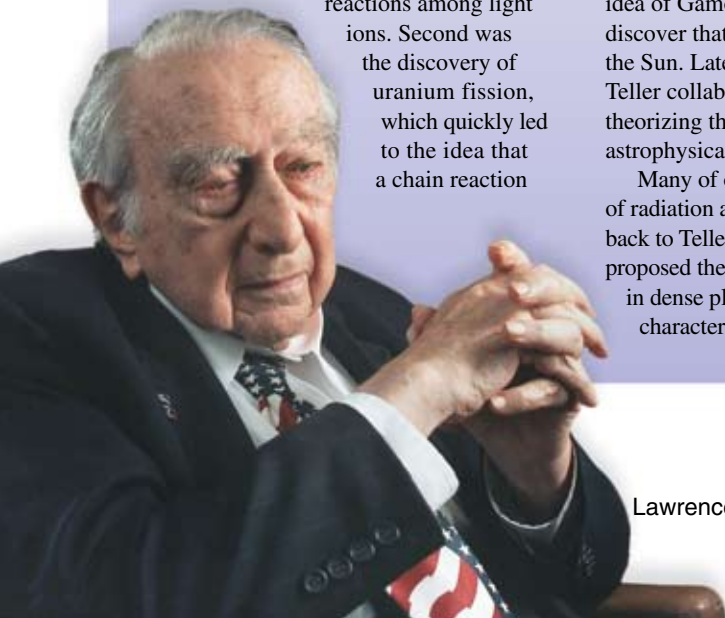 reactions among light
ions. Second was
the discovery of
uranium fission,
which quickly led
to the idea that
a chain reaction
idea of Gam
discover that
the Sun. Late
Teller collab
theorizing th
astrophysica
Many of
of radiation a
back to Telle
proposed the
in dense pl
character
Lawrence